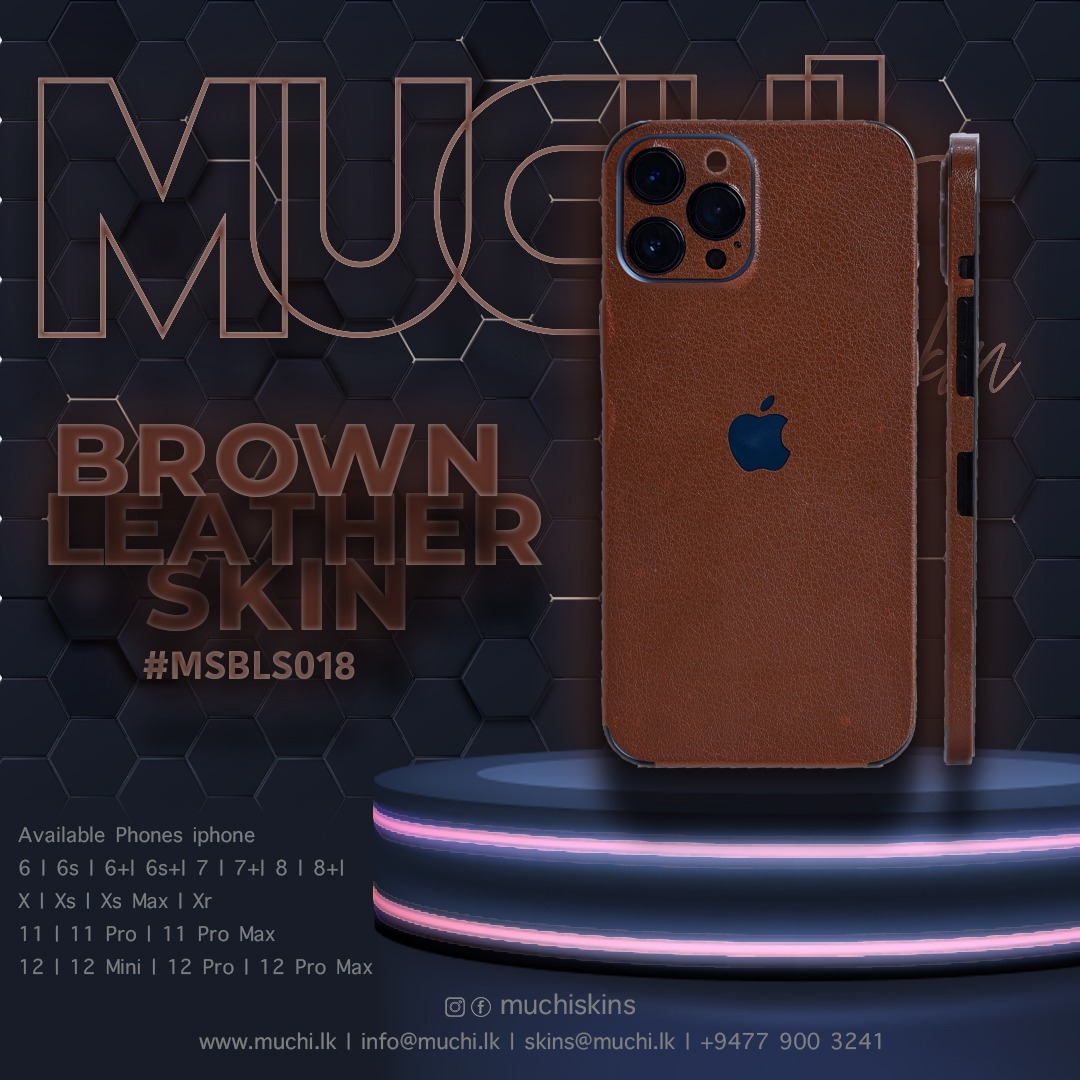 MUCHI
BROWN
LEATHER
SKIN
#MSBLS018
Available Phones iphone
6 | 6s | 6+| 6s+| 7 | 7+| 8 | 8+|
X | Xs | Xs Max | Xr
11 | 11 Pro | 11 Pro Max
12 | 12 Mini | 12 Pro | 12 Pro Max
muchiskins
www.muchi.lk | info@muchi.lk | skins@muchi.lk | +9477 900 3241